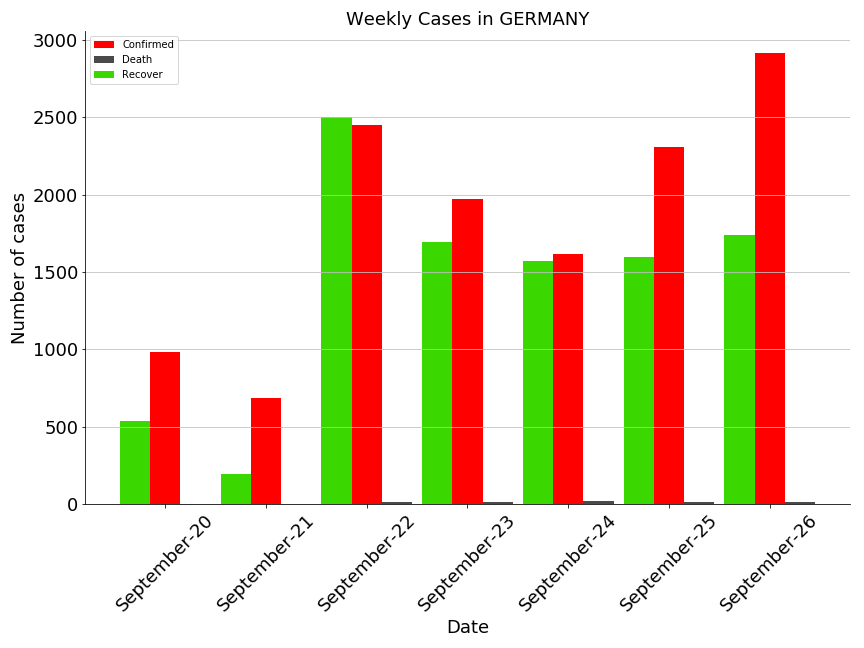 Weekly Cases in GERMANY
Confirmed
Death
Recover
Number of cases
3000
2500
2000
1500
1000
500
0
September-20
September-21
September-22
September-23
September-24
September-25
September-26
Date